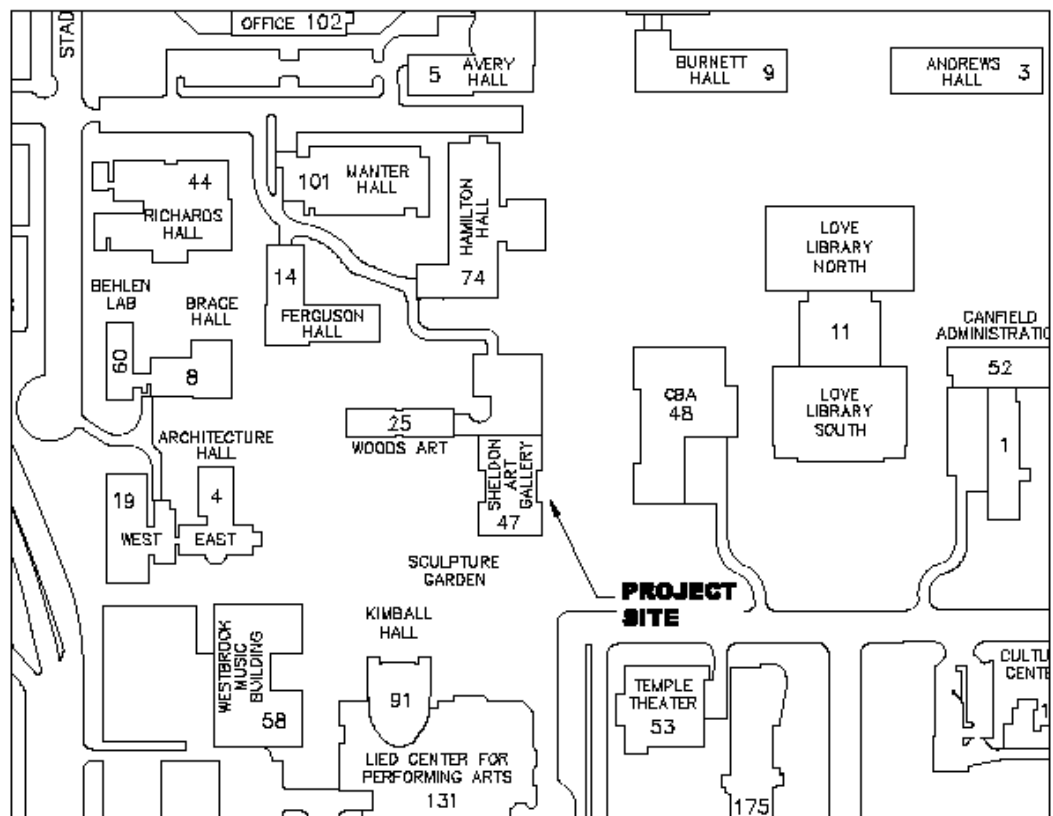 STAD
OFFICE 102
5
AVERY
HALL
BURNETT
HALL
9
ANDREWS
HALL
3
44
RICHARDS
HALL
101
MANTER
HALL
HAMILTON
HALL
74
LOVE
LIBRARY
NORTH
BEHLEN
LAB
60
BRACE
HALL
8
14
FERGUSON
HALL
11
CANFIELD
ADMINISTRATIO
52
1
CBA
48
LOVE
LIBRARY
SOUTH
25
WOODS ART
ARCHITECTURE
HALL
19
WEST
4
EAST
SHELDON
ART
GALLERY
47
SCULPTURE
GARDEN
PROJECT
SITE
KIMBALL
HALL
91
WESTBROCK
MUSIC
BUILDING
58
TEMPLE
THEATER
53
CULTU
CENTE
1
LIED CENTER FOR
PERFORMING ARTS
131
175